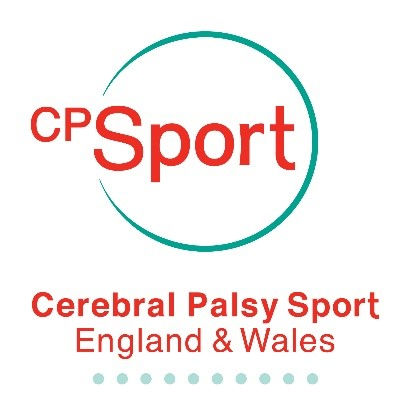 CPSport
Cerebral Palsy Sport
England & Wales